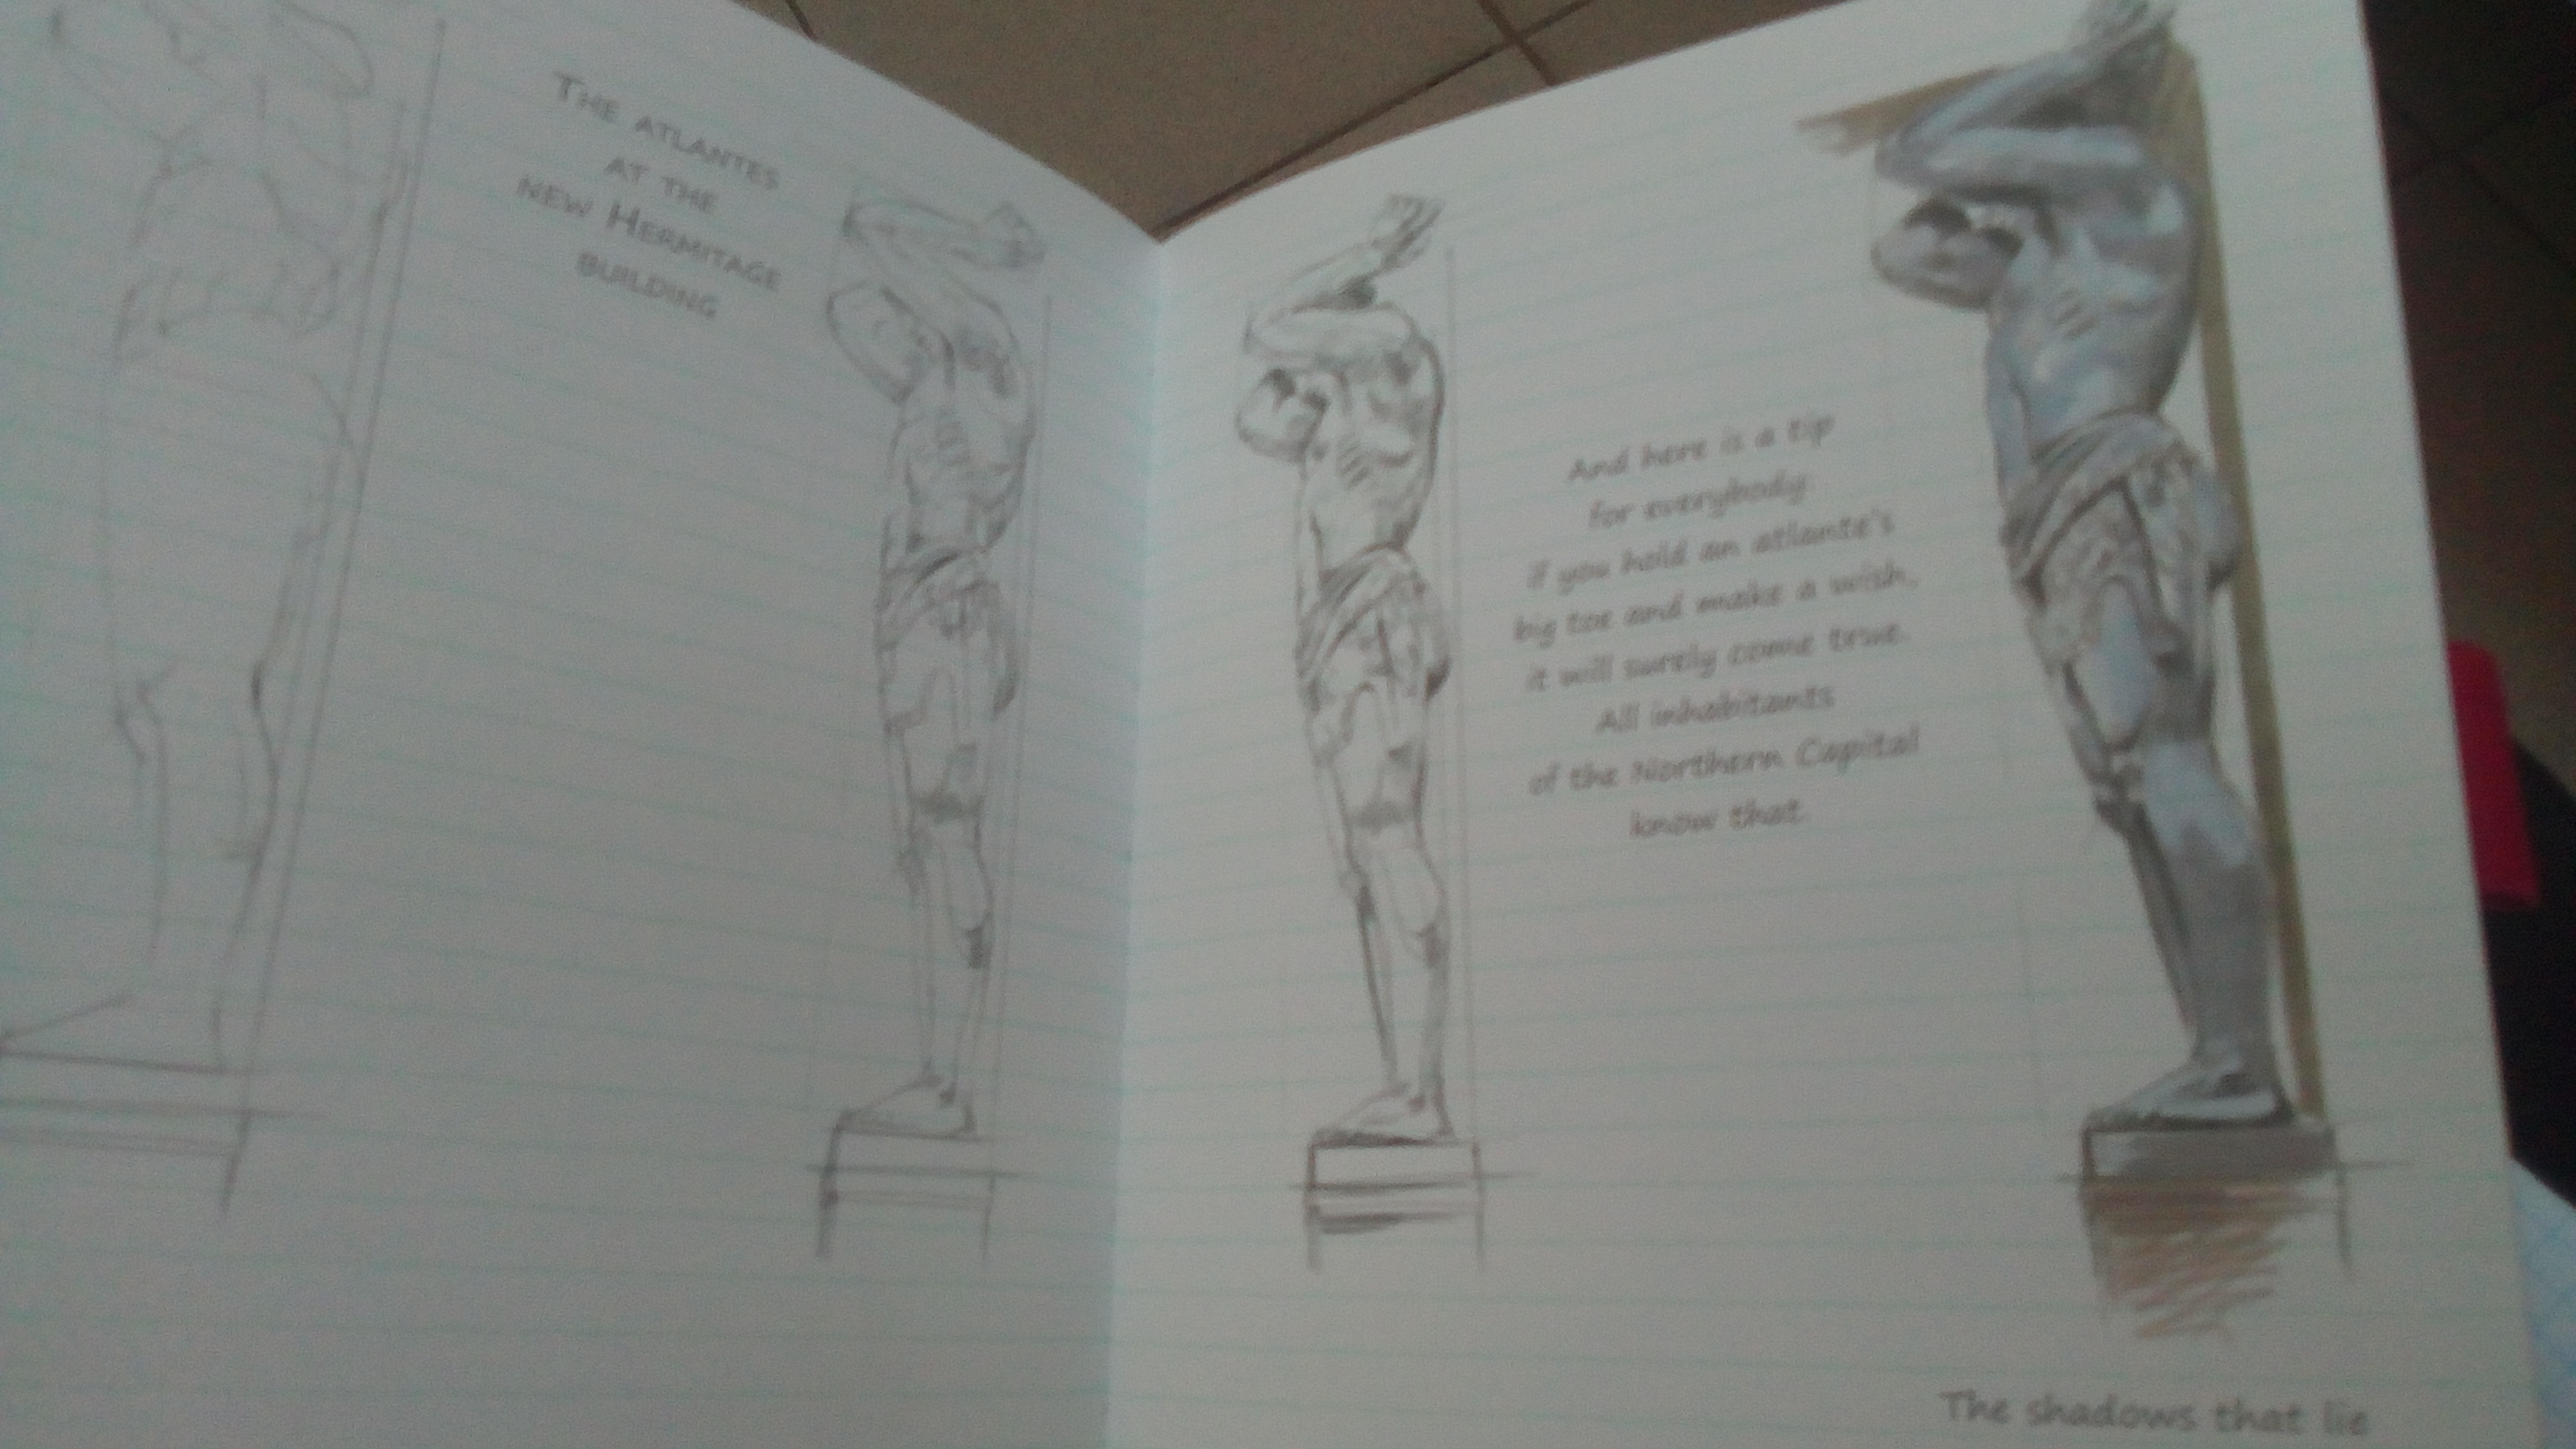 THE ATLANTES
AT THE
NEW HERMITAGE
BUILDING
And here is a tip
for everybody:
if you hold an atlante's
big toe and make a wish,
it will surely come true.
All inhabitants
of the Northern Capital
know that.
The shadows that lie